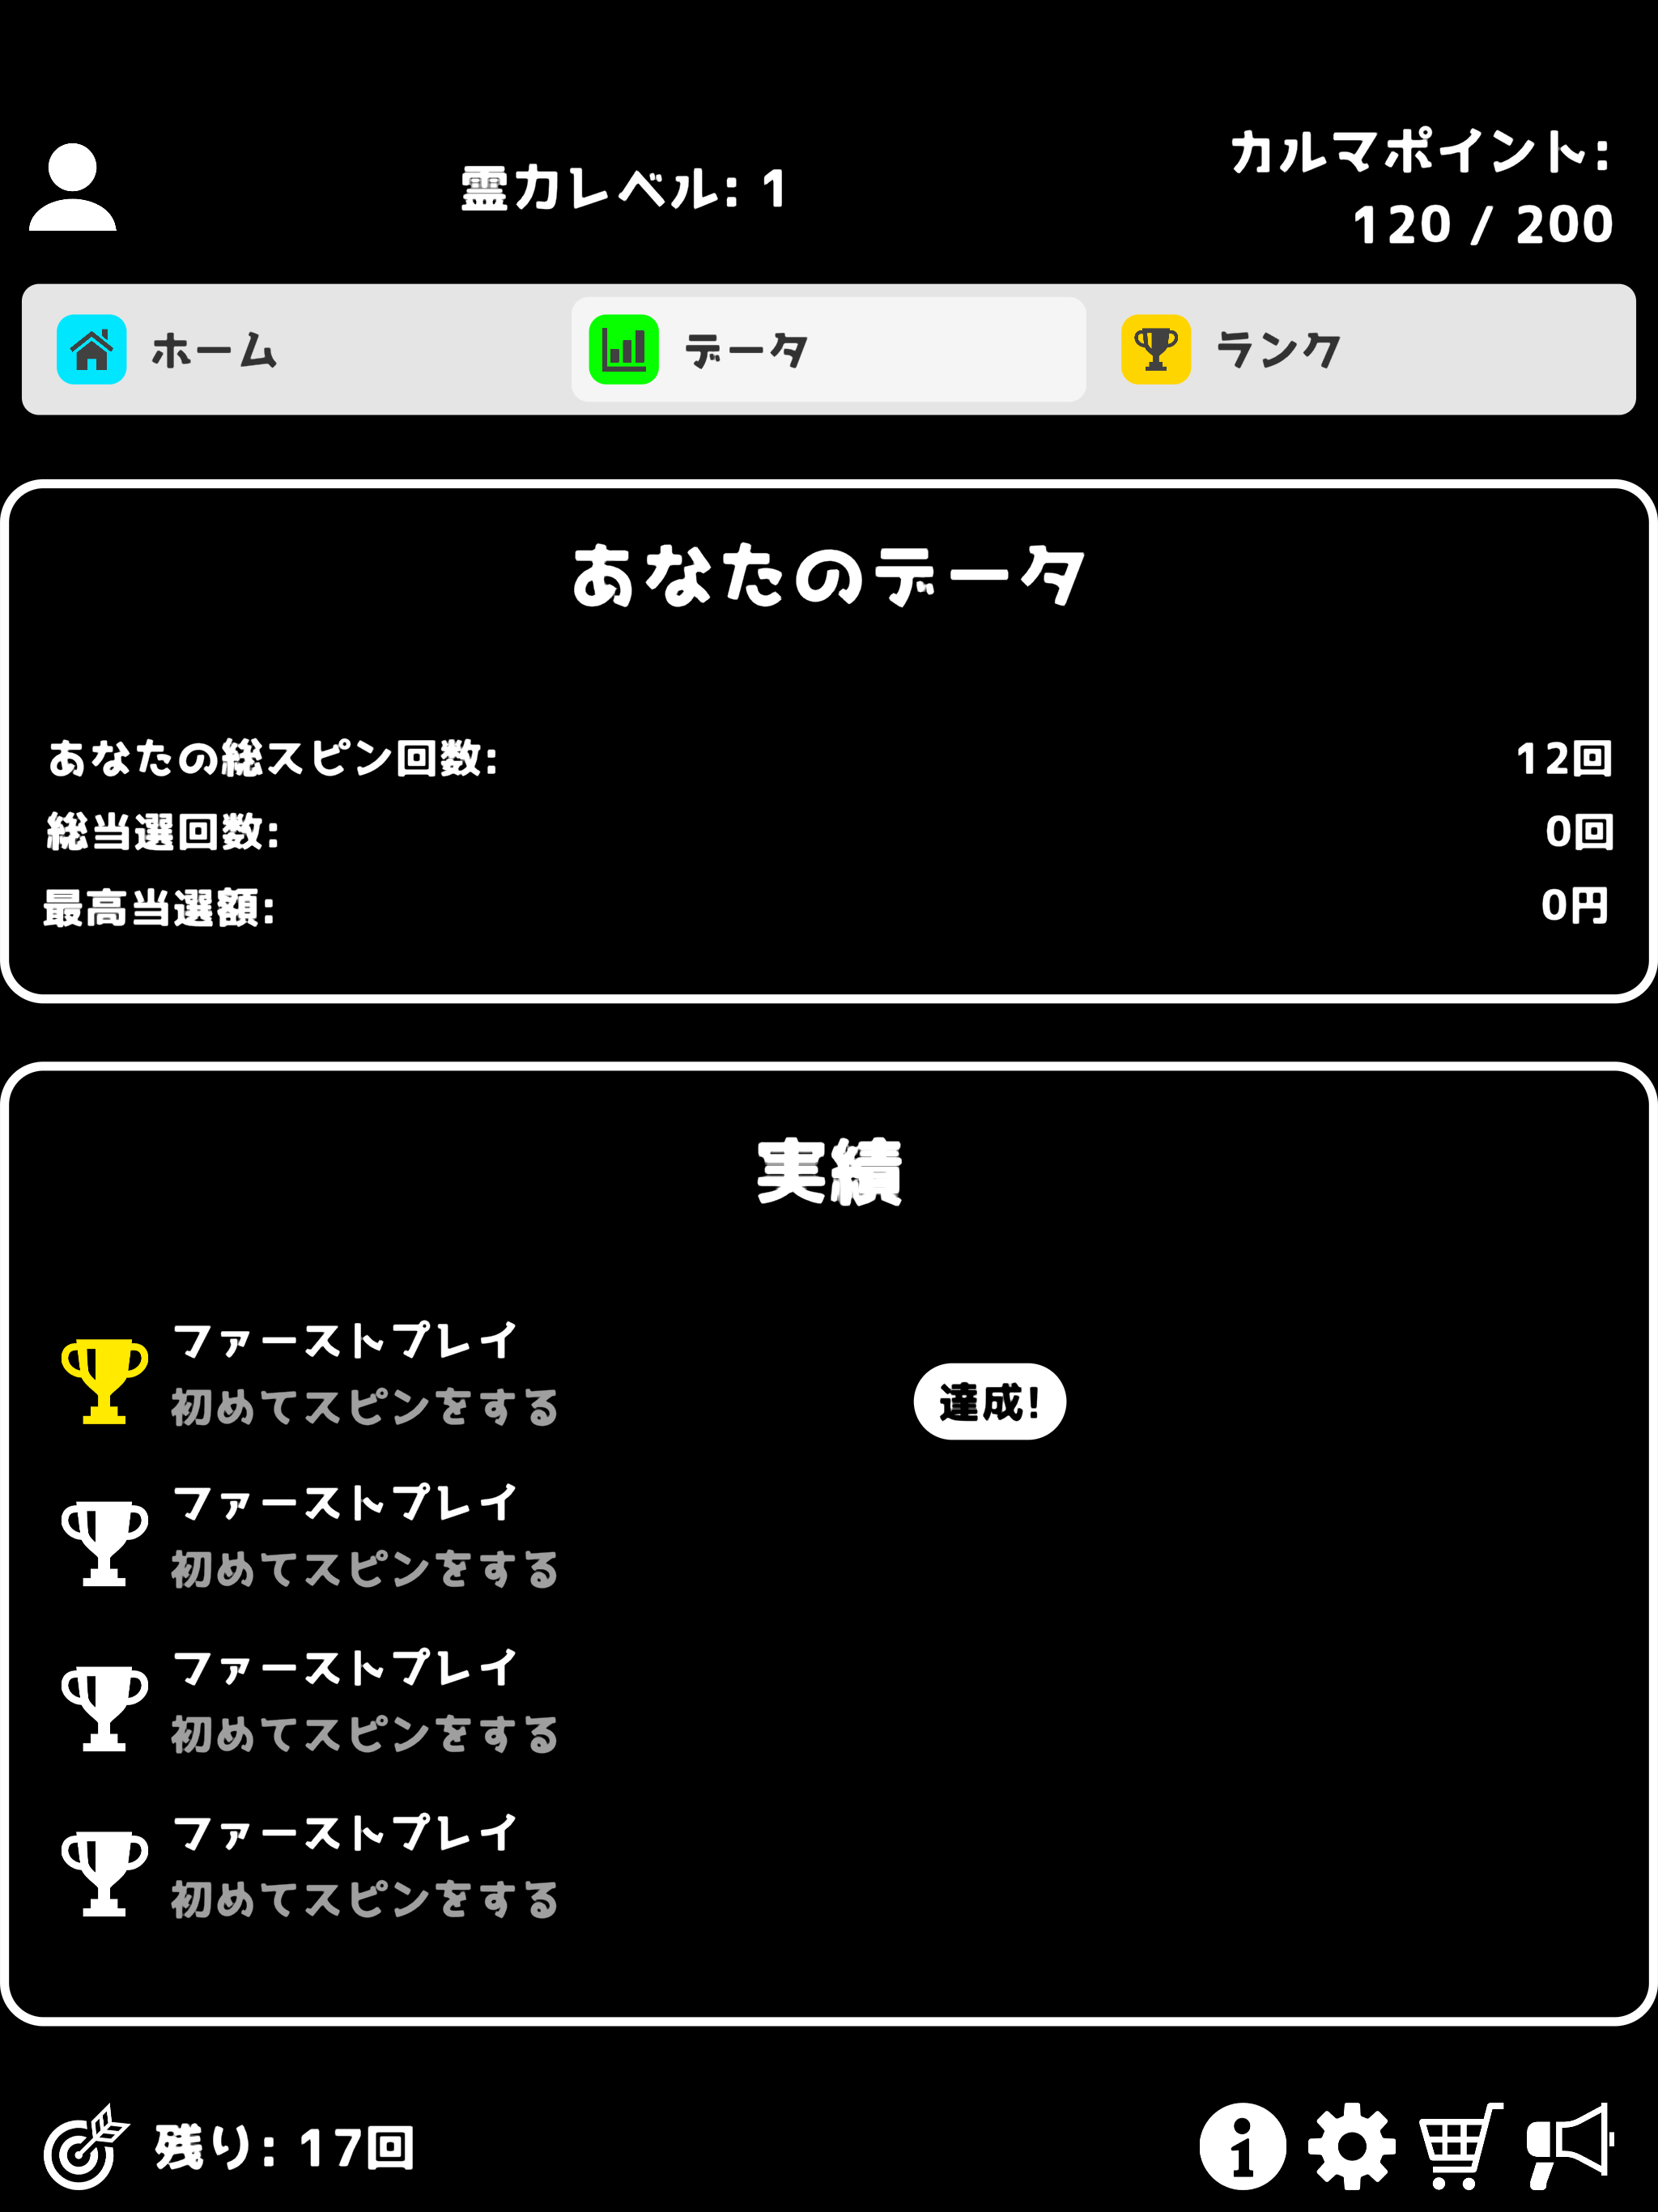 霊力レベル: 1
カルマポイント:
120 / 200
ホーム
データ
ランク
あなたのデータ
あなたの総スピン回数: 12回
総当選回数: 0回
最高当選額: 0円
実績
ファーストプレイ
初めてスピンをする
達成!
ファーストプレイ
初めてスピンをする
ファーストプレイ
初めてスピンをする
ファーストプレイ
初めてスピンをする
残り: 17回